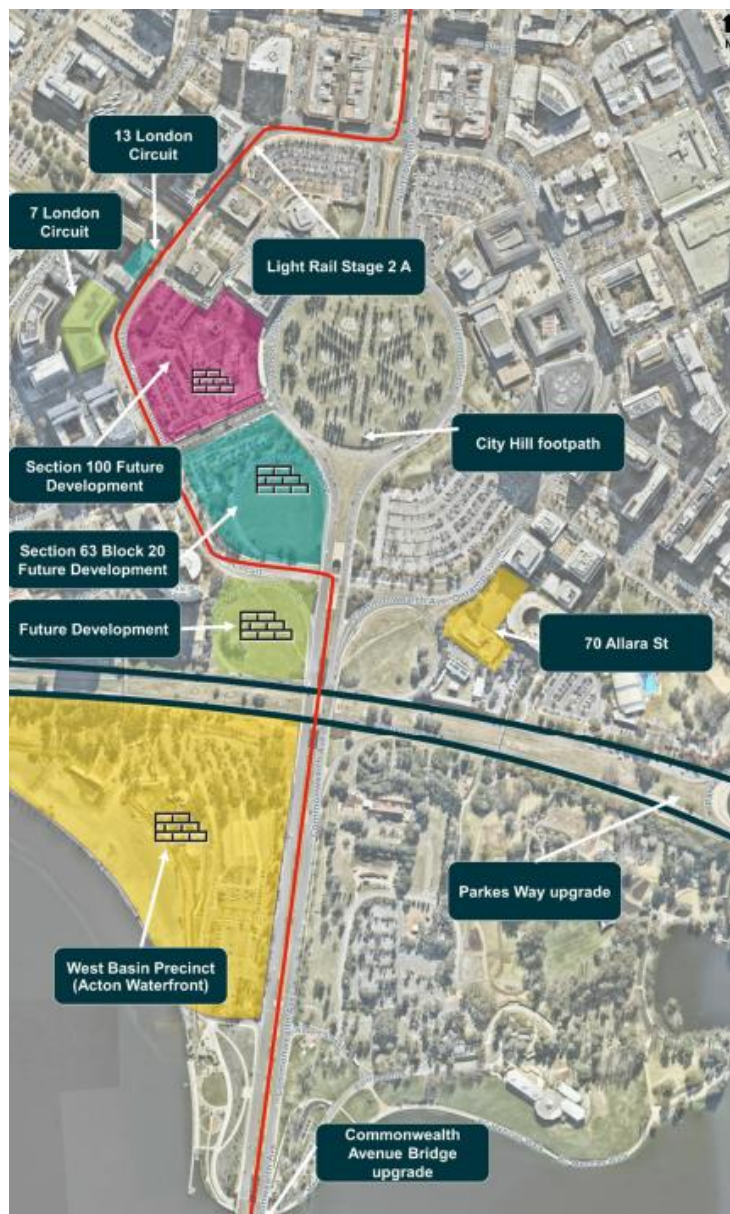 13 London
Circuit
7 London
Circuit
Light Rail Stage 2 A
City Hill footpath
Section 100 Future
Development
Section 63 Block 20
Future Development
Future Development
70 Allara St
Parkes Way upgrade
West Basin Precinct
(Acton Waterfront)
Commonwealth
Avenue Bridge
upgrade